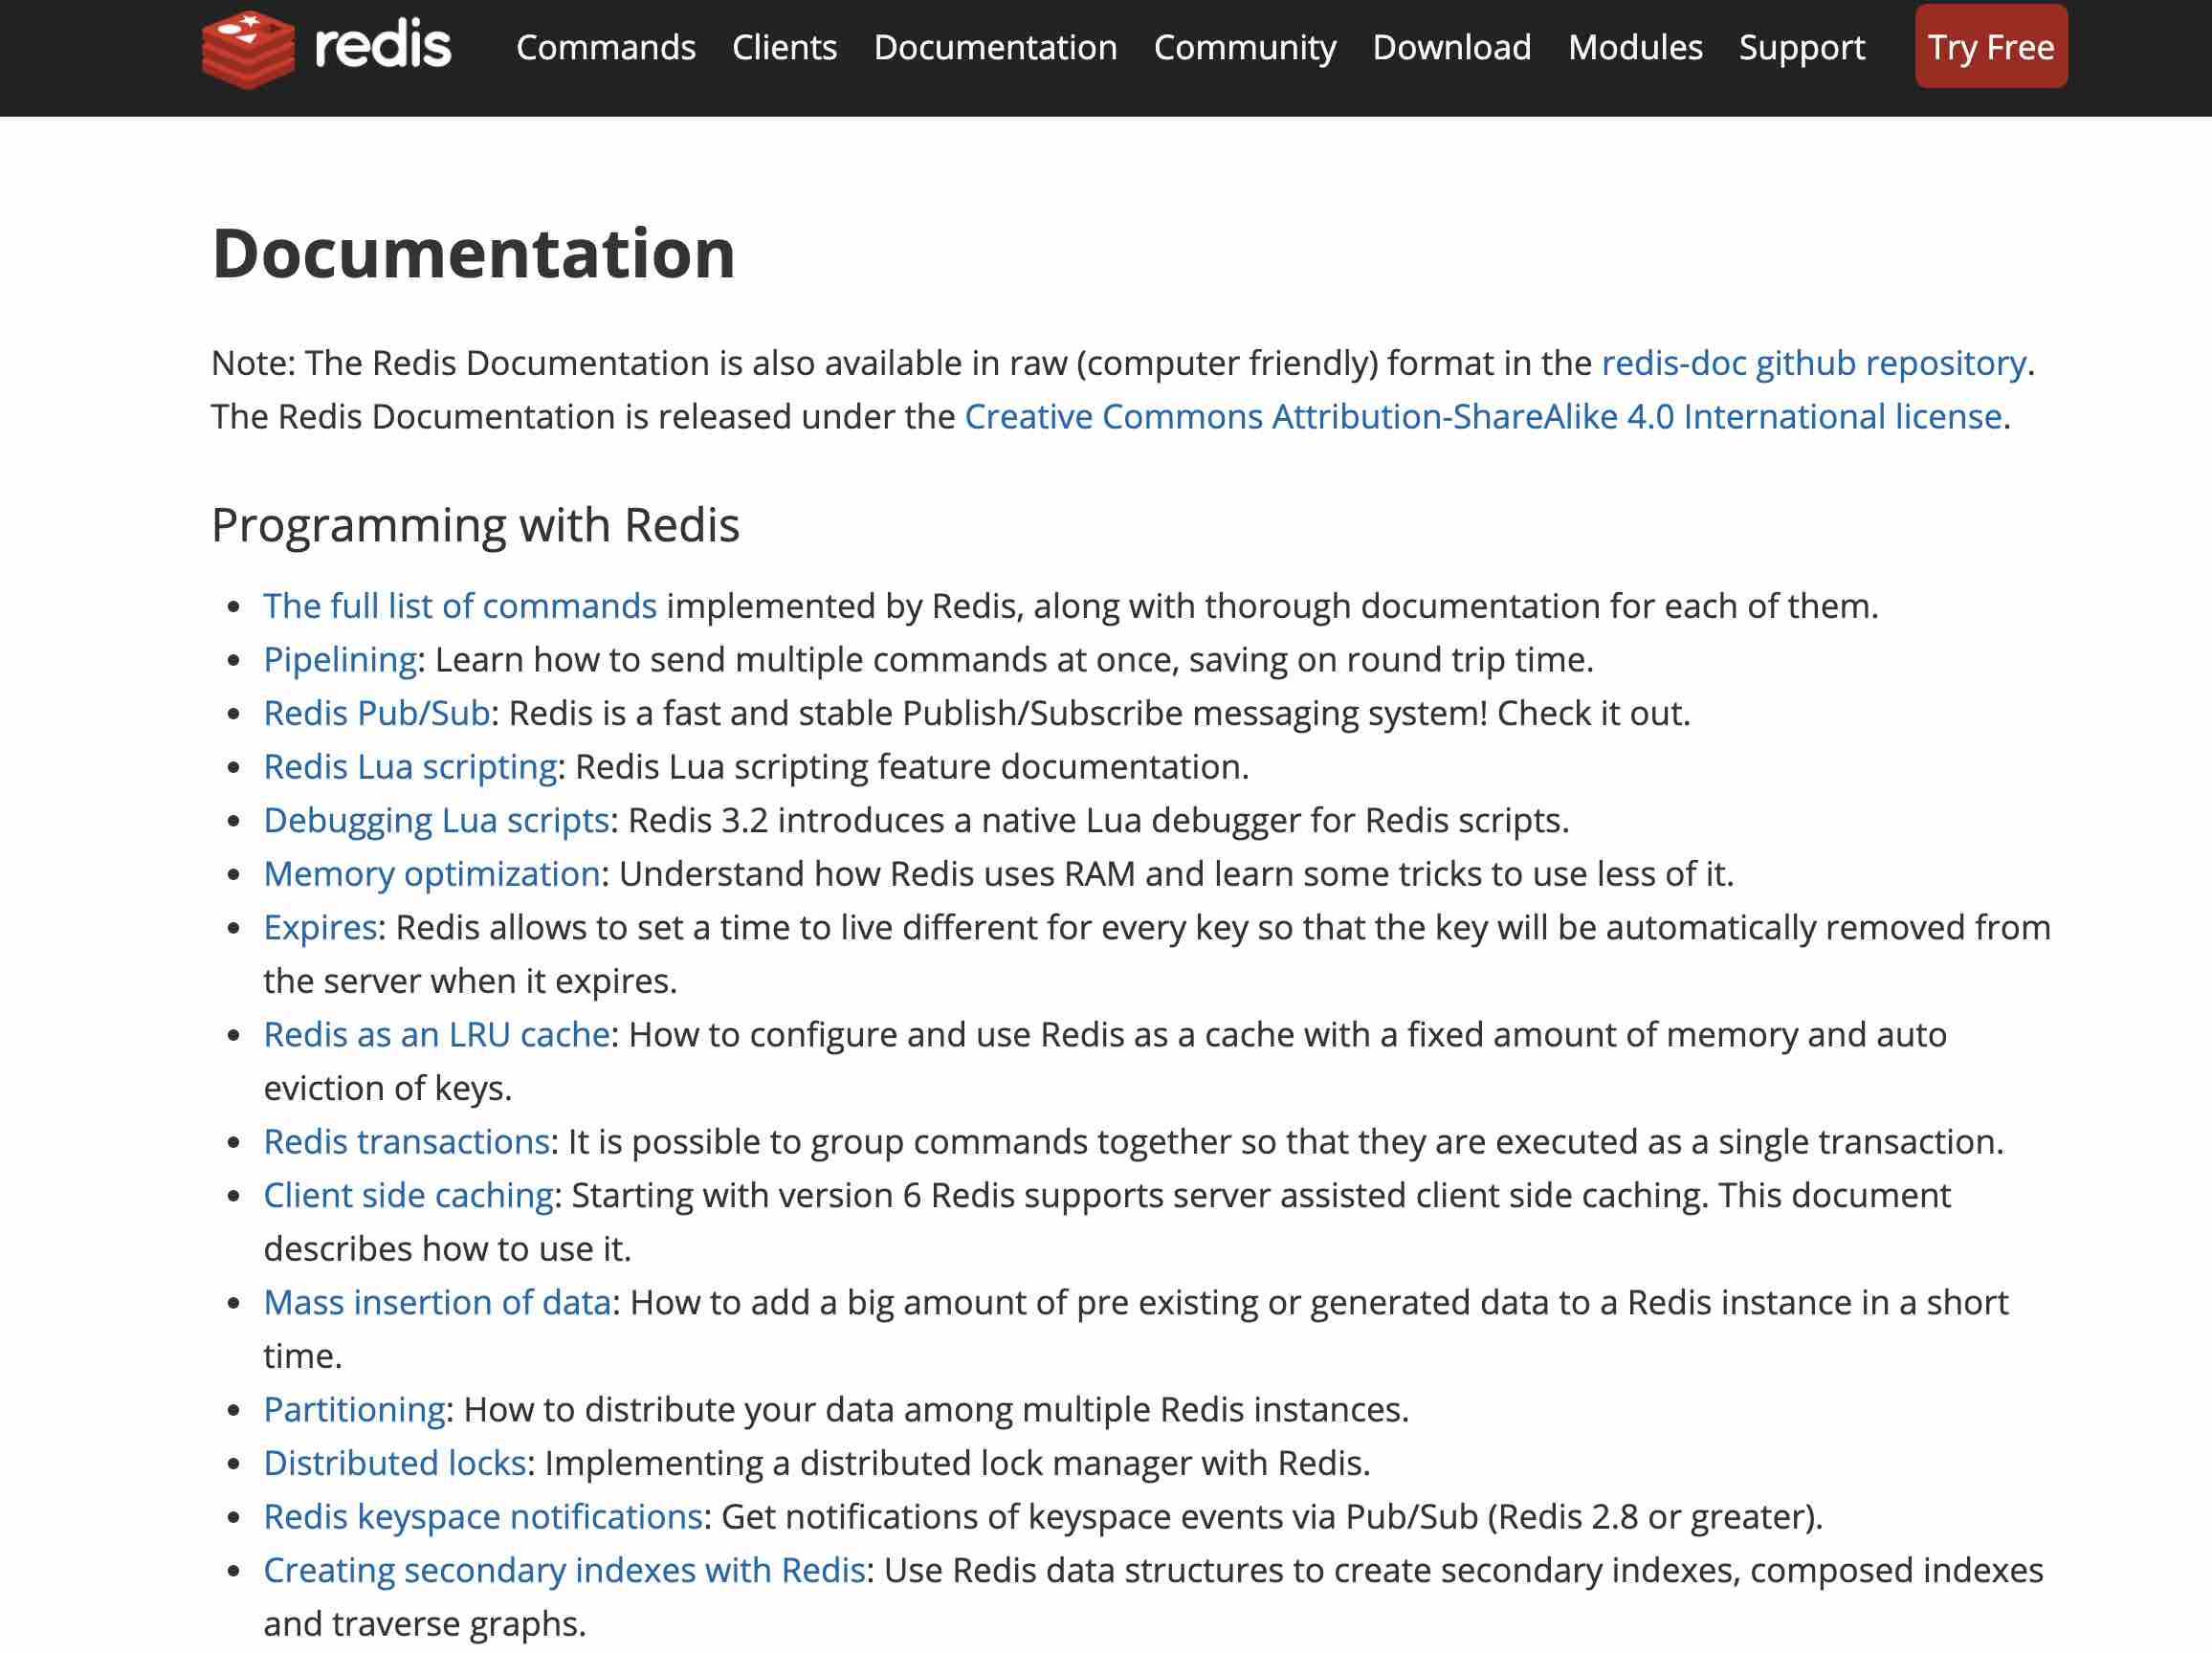 redis Commands Clients Documentation Community Download Modules Support Try Free
Documentation
Note: The Redis Documentation is also available in raw (computer friendly) format in the redis-doc github repository.
The Redis Documentation is released under the Creative Commons Attribution-ShareAlike 4.0 International license.
Programming with Redis
• The full list of commands implemented by Redis, along with thorough documentation for each of them.
• Pipelining: Learn how to send multiple commands at once, saving on round trip time.
• Redis Pub/Sub: Redis is a fast and stable Publish/Subscribe messaging system! Check it out.
• Redis Lua scripting: Redis Lua scripting feature documentation.
• Debugging Lua scripts: Redis 3.2 introduces a native Lua debugger for Redis scripts.
• Memory optimization: Understand how Redis uses RAM and learn some tricks to use less of it.
• Expires: Redis allows to set a time to live different for every key so that the key will be automatically removed from
the server when it expires.
• Redis as an LRU cache: How to configure and use Redis as a cache with a fixed amount of memory and auto
eviction of keys.
• Redis transactions: It is possible to group commands together so that they are executed as a single transaction.
• Client side caching: Starting with version 6 Redis supports server assisted client side caching. This document
describes how to use it.
• Mass insertion of data: How to add a big amount of pre existing or generated data to a Redis instance in a short
time.
• Partitioning: How to distribute your data among multiple Redis instances.
• Distributed locks: Implementing a distributed lock manager with Redis.
• Redis keyspace notifications: Get notifications of keyspace events via Pub/Sub (Redis 2.8 or greater).
• Creating secondary indexes with Redis: Use Redis data structures to create secondary indexes, composed indexes
and traverse graphs.